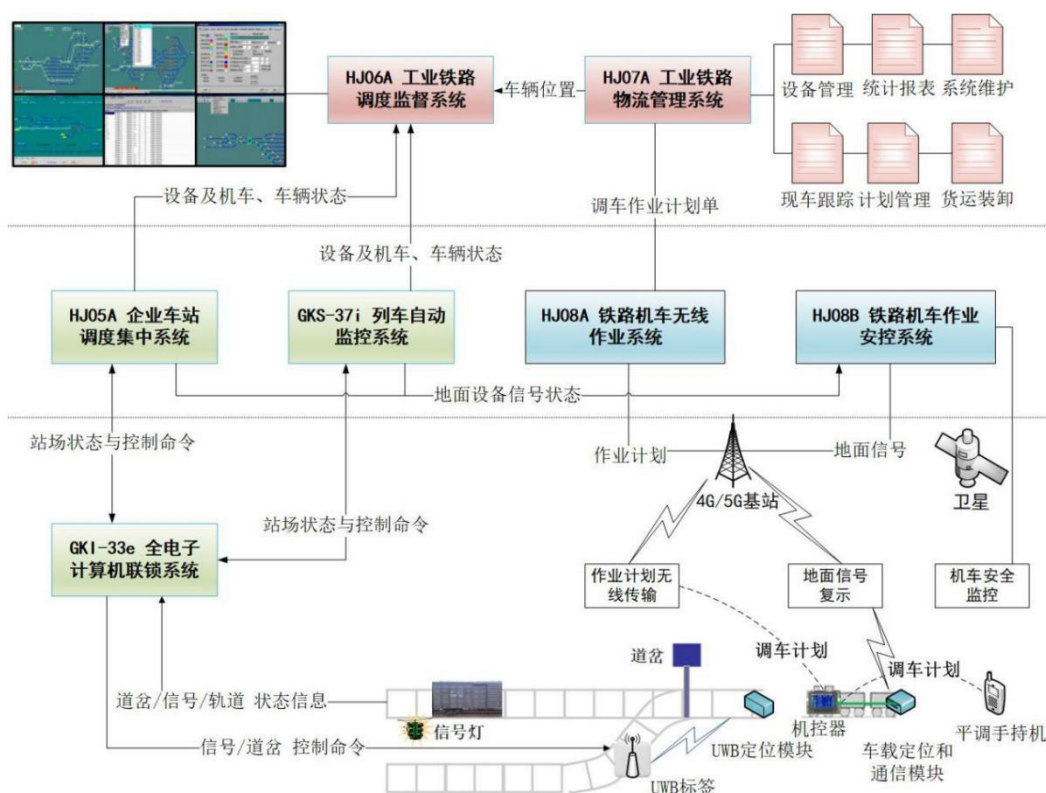 HJ06A 工业铁路
调度监督系统
车辆位置
HJ07A 工业铁路
物流管理系统
设备管理
统计报表
系统维护
现车跟踪
计划管理
货运装卸
设备及机车、车辆状态
调车作业计划单
设备及机车、车辆状态
HJ05A 企业车站
调度集中系统
GKS-37i 列车自动
监控系统
HJ08A 铁路机车无线
作业系统
HJ08B 铁路机车作业
安控系统
地面设备信号状态
站场状态与控制命令
作业计划
地面信号
4G/5G基站
卫星
站场状态与控制命令
GKI-33e 全电子
计算机联锁系统
作业计划无
线传输
地面信号
复示
机车安全
监控
道岔
调车计划
调车计划
道岔/信号/轨道 状态信息
信号灯
机控器
平调手持机
信号/道岔 控制命令
UWB定位模块
车载定位和
通信模块
UWB标签